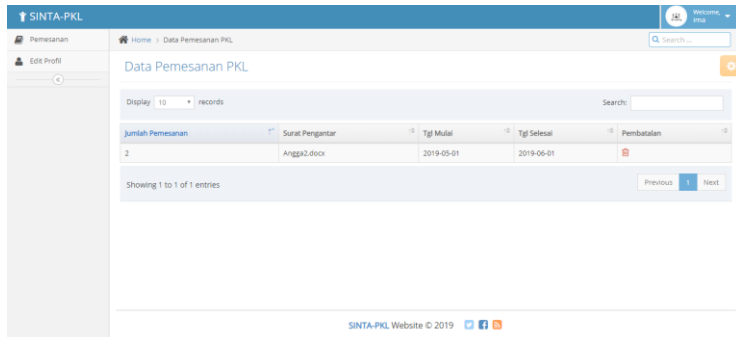 SINTA-PKL
Welcome,
irna
Pemesanan
Edit Profil
Home > Data Pemesanan PKL
Search ...
Data Pemesanan PKL
Display 10 records
Search:
Jumlah Pemesanan Surat Pengantar Tgl Mulai Tgl Selesai Pembatalan
2 Angga2.docx 2019-05-01 2019-06-01
Showing 1 to 1 of 1 entries
Previous 1 Next
SINTA-PKL Website © 2019